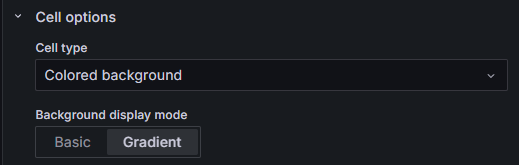 Cell options
Cell type
Colored background
Background display mode
Basic Gradient